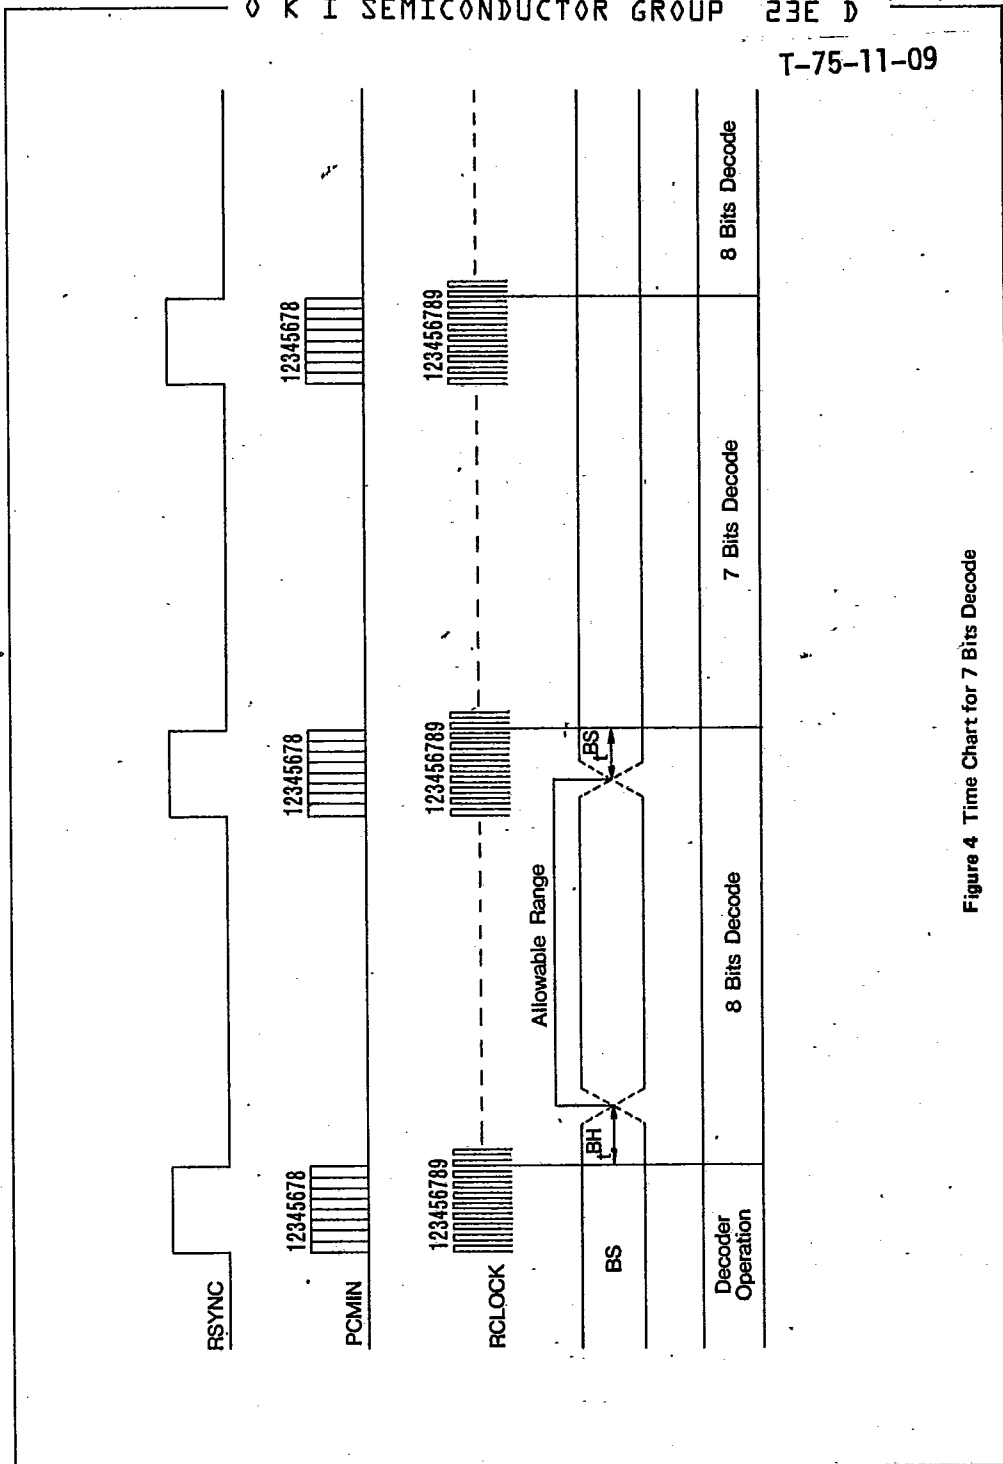 O K I SEMICONDUCTOR GROUP 23E D
T-75-11-09
RSYNC
PCMIN
12345678
12345678
12345678
RCLOCK
123456789
123456789
123456789
Allowable Range
BS
tBH
tBS
Decoder
Operation
8 Bits Decode
7 Bits Decode
8 Bits Decode
Figure 4 Time Chart for 7 Bits Decode